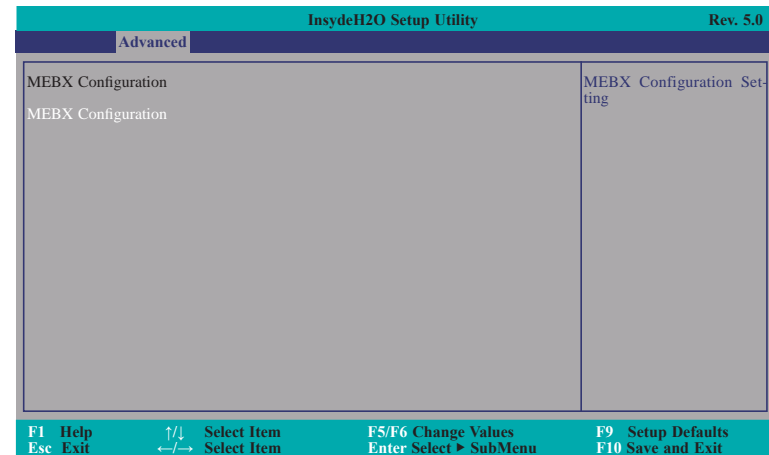 InsydeH2O Setup Utility Rev. 5.0
Advanced
MEBX Configuration
MEBX Configuration
MEBX Configuration Set-
ting
F1 Help ↑/↓ Select Item F5/F6 Change Values F9 Setup Defaults
Esc Exit ←/→ Select Item Enter Select ▶ SubMenu F10 Save and Exit